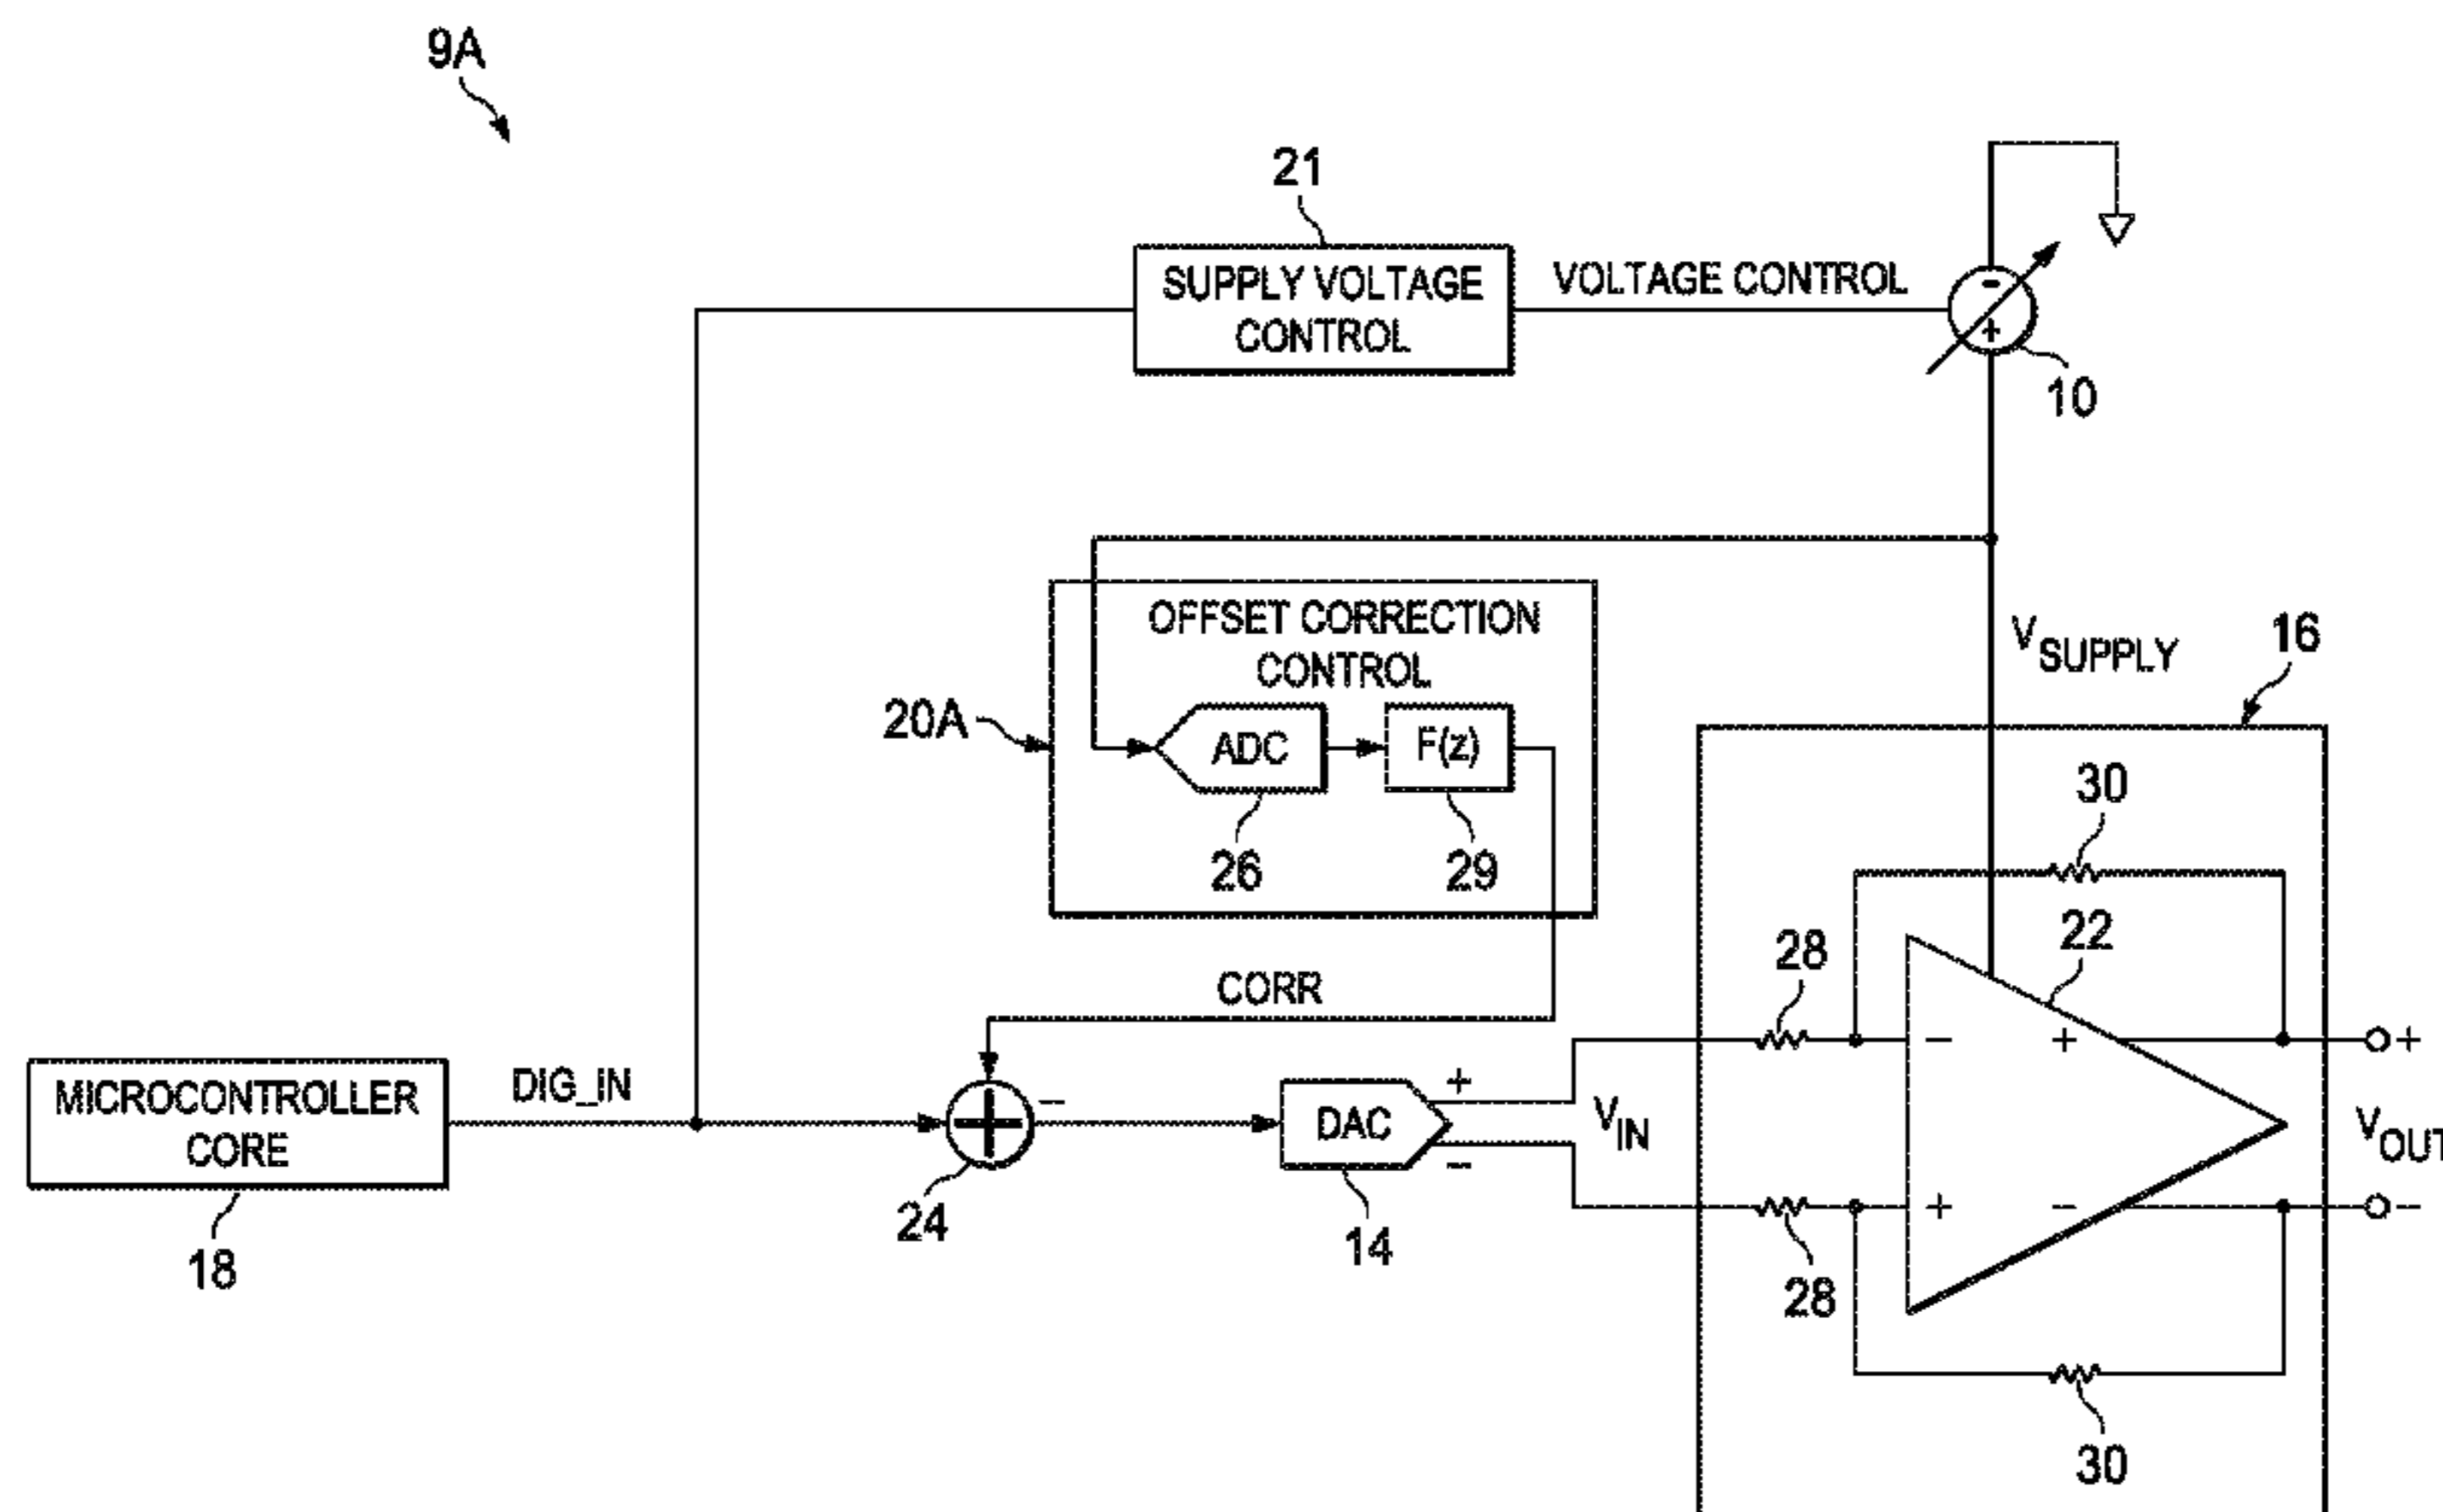 9A
21
SUPPLY VOLTAGE
CONTROL
VOLTAGE CONTROL
-
+
10
OFFSET CORRECTION
CONTROL
20A
ADC
F(z)
26
29
VSUPPLY
16
30
22
28
CORR
MICROCONTROLLER
CORE
DIG_IN
18
-
24
DAC
+
-
14
VIN
28
-
+
+
-
+
-
VOUT
30